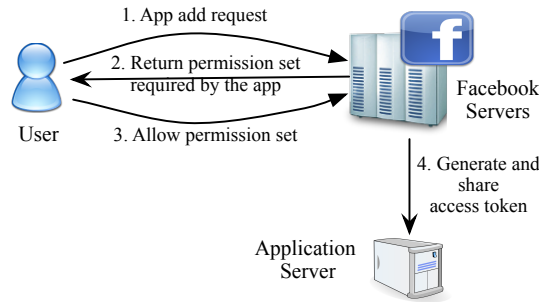 1. App add request
2. Return permission set
required by the app
3. Allow permission set
User
f
Facebook
Servers
4. Generate and
share
access token
Application
Server